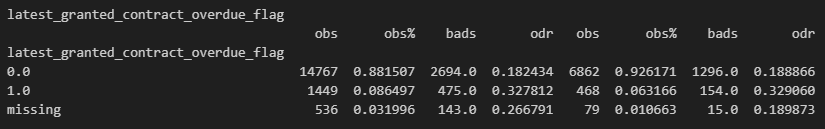 latest_granted_contract_overdue_flag
obs obs% bads odr obs obs% bads odr
latest_granted_contract_overdue_flag
0.0 14767 0.881507 2694.0 0.182434 6862 0.926171 1296.0 0.188866
1.0 1449 0.086497 475.0 0.327812 468 0.063166 154.0 0.329060
missing 536 0.031996 143.0 0.266791 79 0.010663 15.0 0.189873